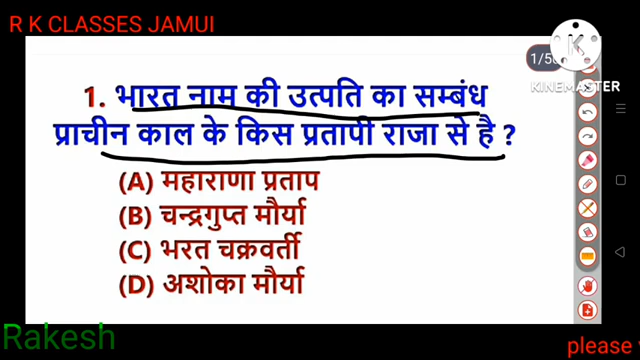 R K CLASSES JAMUI
1/50
K
KINEMASTER
1. भारत नाम की उत्पति का सम्बंध
प्राचीन काल के किस प्रतापी राजा से है ?
(A) महाराणा प्रताप
(B) चन्द्रगुप्त मौर्या
(C) भरत चक्रवर्ती
(D) अशोका मौर्या
Rakesh
please